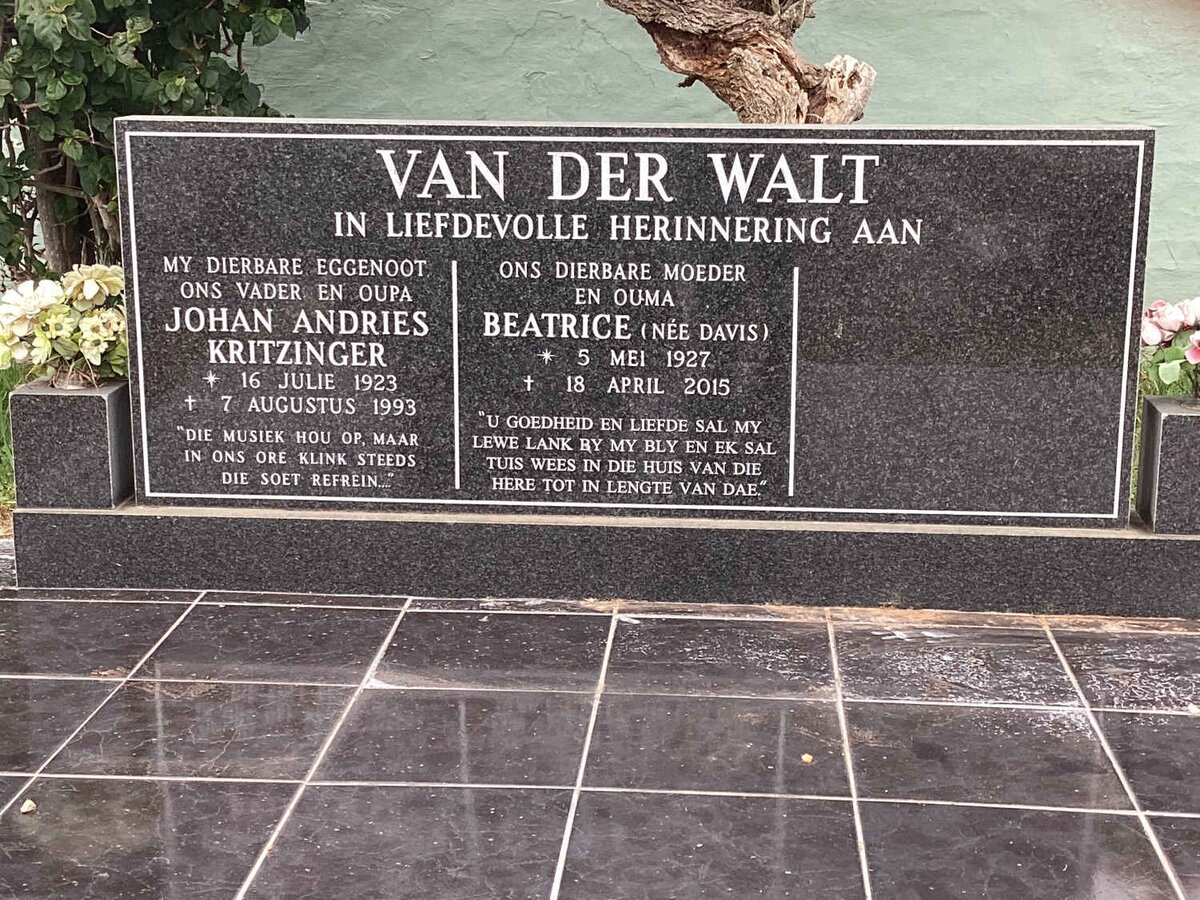 VAN DER WALT
IN LIEFDEVOLLE HERINNERING AAN
MY DIERBARE EGGENOOT
ONS VADER EN OUPA
JOHAN ANDRIES
KRITZINGER
* 16 JULIE 1923
† 7 AUGUSTUS 1993
"DIE MUSIEK HOU OP, MAAR
IN ONS ORE KLINK STEEDS
DIE SOET REFREIN...."
ONS DIERBARE MOEDER
EN OUMA
BEATRICE (NÉE DAVIS)
* 5 MEI 1927
† 18 APRIL 2015
"U GOEDHEID EN LIEFDE SAL MY
LEWE LANK BY MY BLY EN EK SAL
TUIS WEES IN DIE HUIS VAN DIE
HERE TOT IN LENGTE VAN DAE."